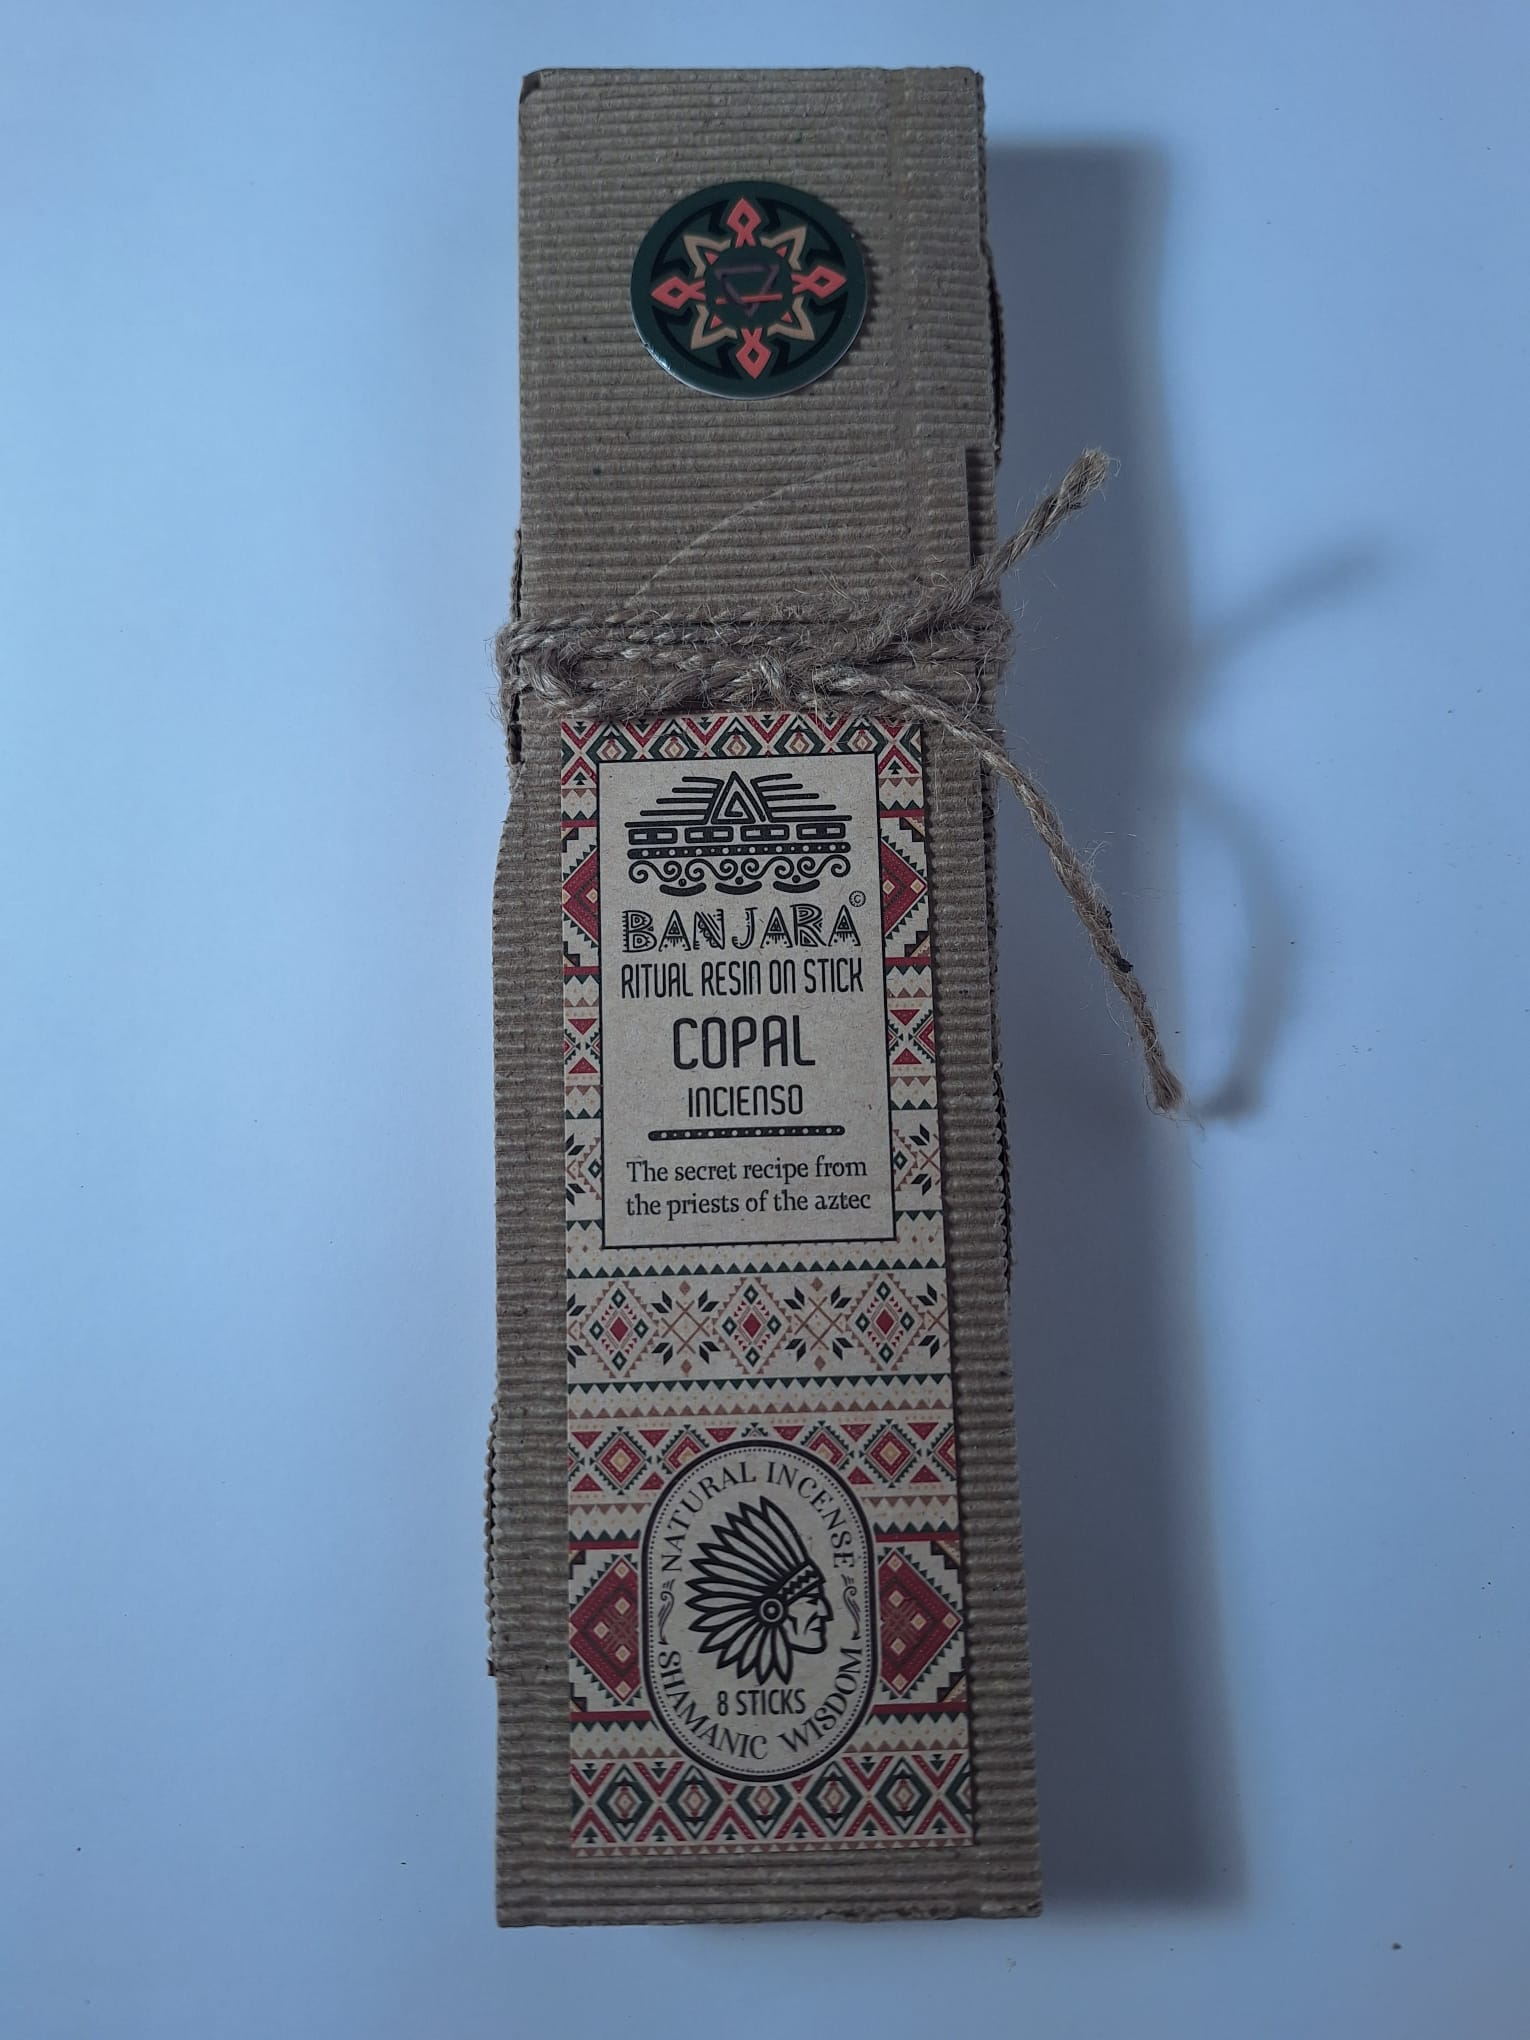 BANJARA©
RITUAL RESIN ON STICK
COPAL
INCIENSO
The secret recipe from
the priests of the aztec
NATURAL INCENSE
8 STICKS
SHAMANIC WISDOM